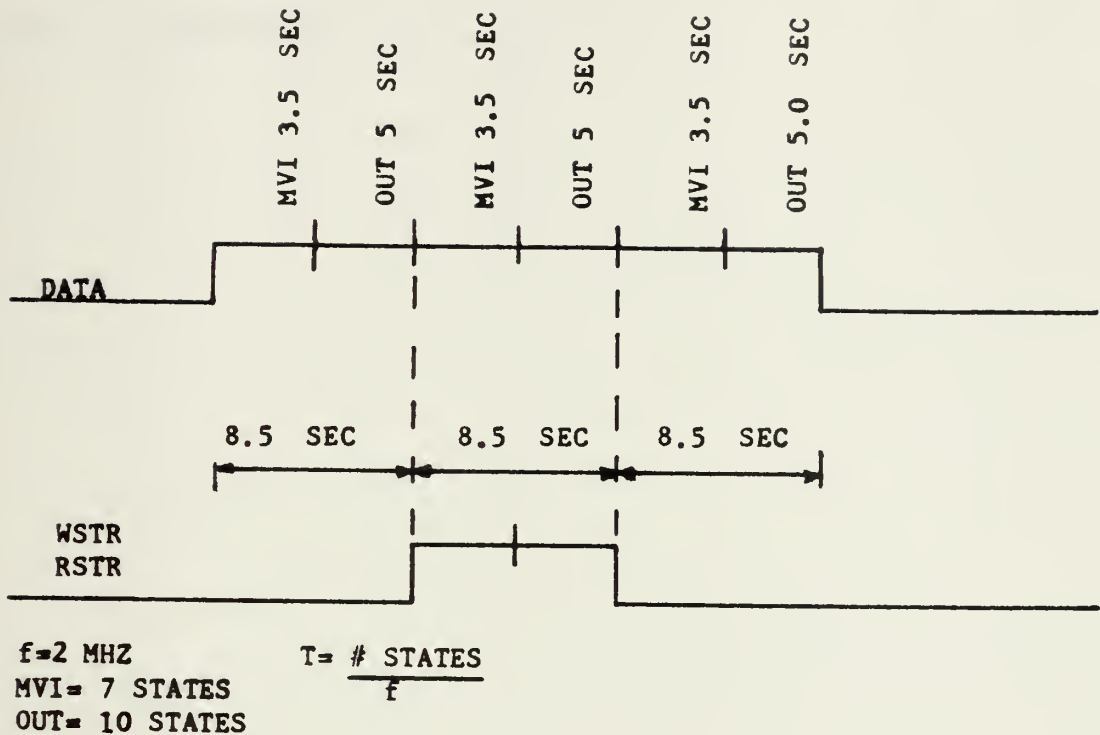 MVI 3.5 SEC
OUT 5 SEC
MVI 3.5 SEC
OUT 5 SEC
MVI 3.5 SEC
OUT 5.0 SEC
DATA
8.5 SEC
8.5 SEC
8.5 SEC
WSTR
RSTR
f=2 MHZ
T= # STATES
f
MVI= 7 STATES
OUT= 10 STATES